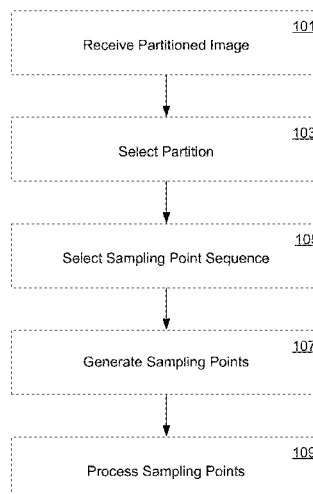 101
Receive Partitioned Image
103
Select Partition
105
Select Sampling Point Sequence
107
Generate Sampling Points
109
Process Sampling Points